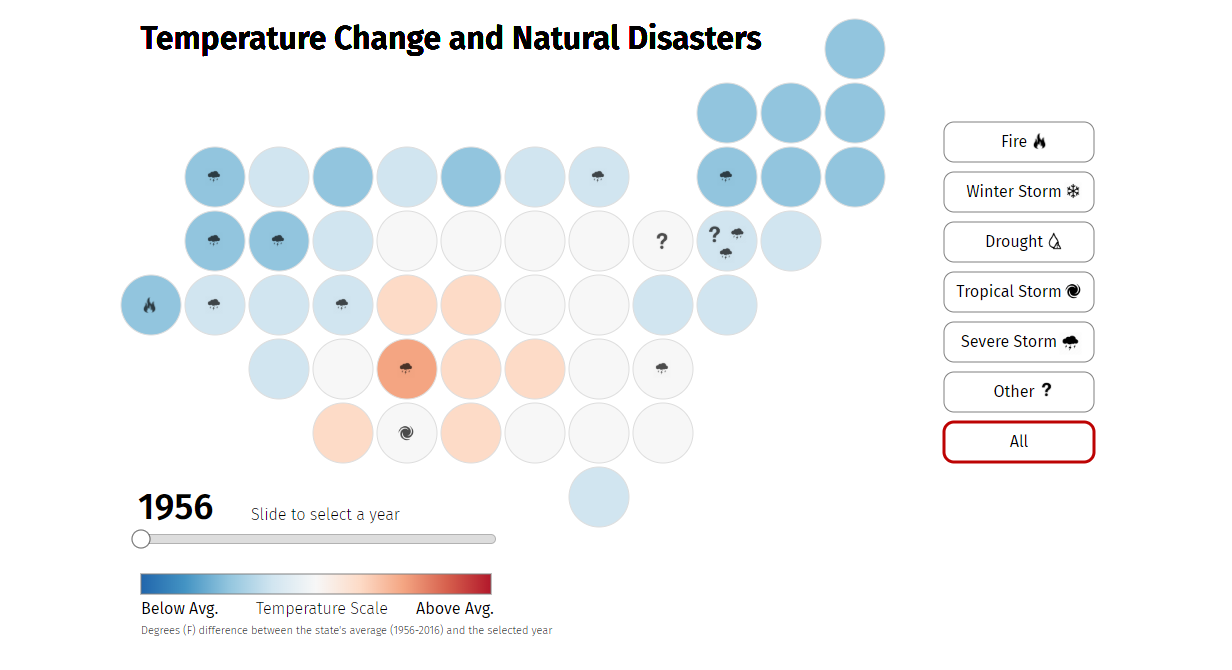 Temperature Change and Natural Disasters
Fire
Winter Storm
Drought
Tropical Storm
Severe Storm
Other ?
All
?
?
1956
Slide to select a year
Below Avg. Temperature Scale Above Avg.
Degrees (F) difference between the state's average (1956-2016) and the selected year